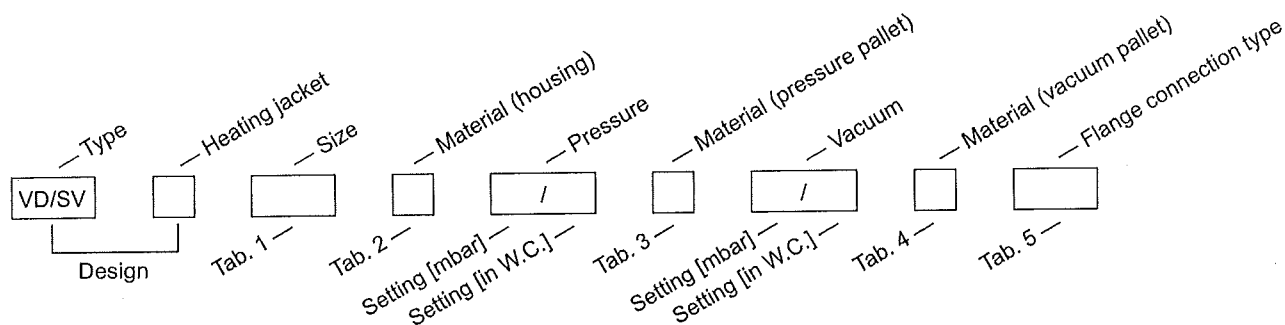 — Type
— Heating jacket
— Size
— Material (housing)
— Pressure
— Material (pressure pallet)
— Vacuum
— Material (vacuum pallet)
— Flange connection type
VD/SV
/
/
Design
Tab. 1 —
Tab. 2 —
Setting [mbar] —
Setting [in W.C.] —
Tab. 3 —
Setting [mbar] —
Setting [in W.C.] —
Tab. 4 —
Tab. 5 —